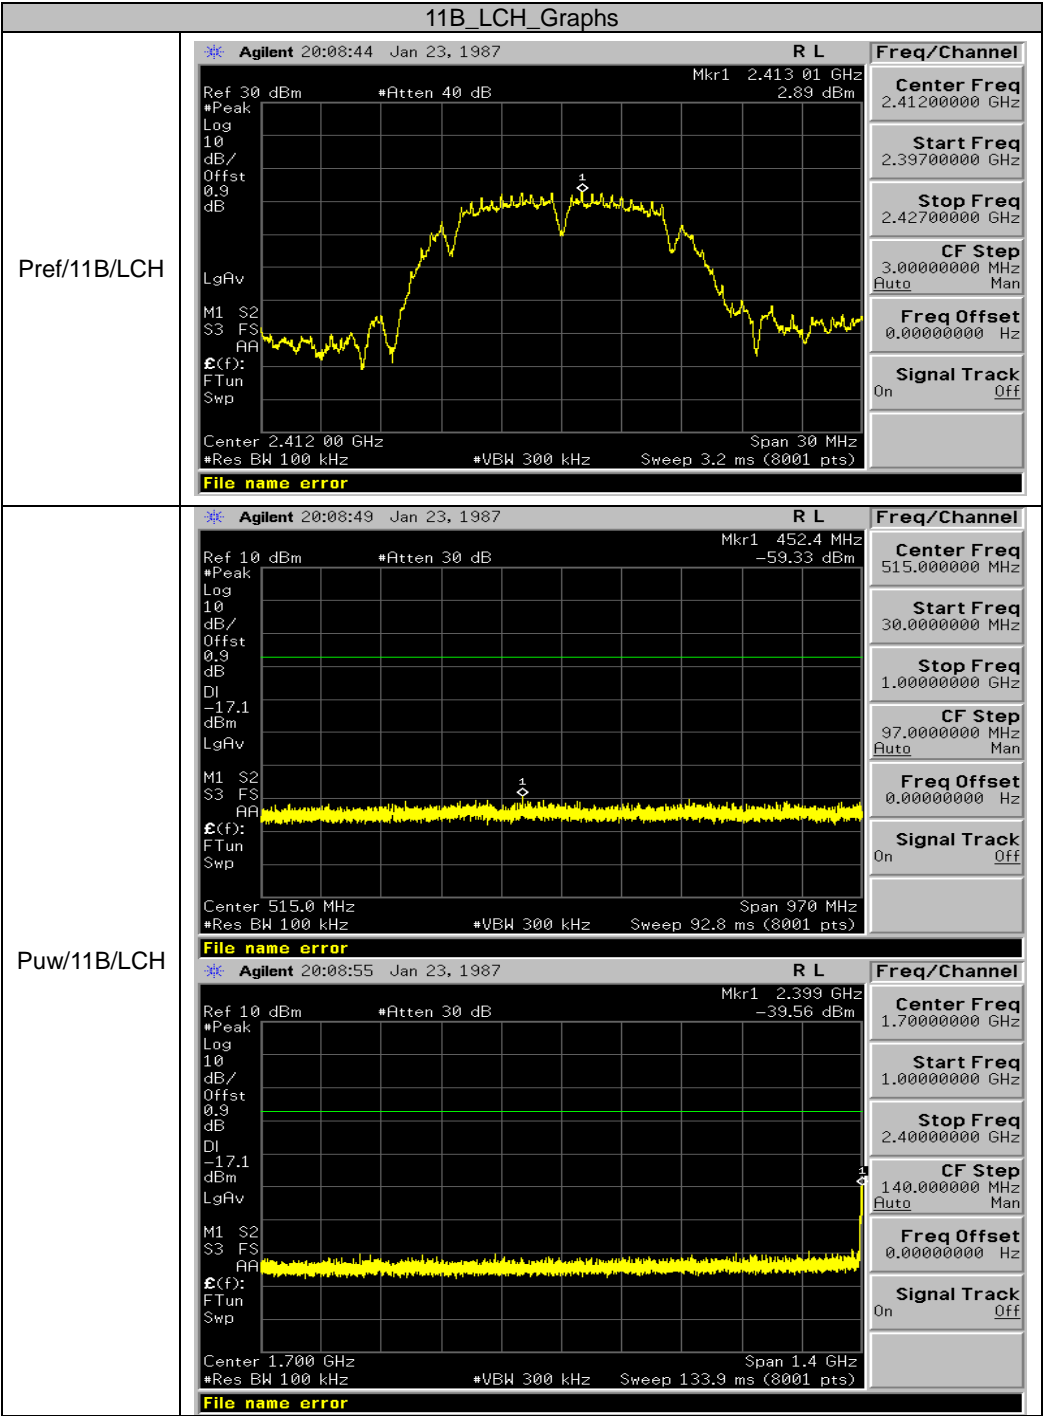 11B_LCH_Graphs
Pref/11B/LCH
Agilent 20:08:44 Jan 23, 1987 R L Freq/Channel
Mkr1 2.413 01 GHz
Ref 30 dBm #Atten 40 dB 2.89 dBm
#Peak
Log
10
dB/
Offst
0.9
dB
LgAv
M1 S2
S3 FS
AA
£(f):
FTun
Swp
1
Center 2.412 00 GHz Span 30 MHz
#Res BW 100 kHz #VBW 300 kHz Sweep 3.2 ms (8001 pts)
File name error
Center Freq
2.41200000 GHz
Start Freq
2.39700000 GHz
Stop Freq
2.42700000 GHz
CF Step
3.00000000 MHz
Auto Man
Freq Offset
0.00000000 Hz
Signal Track
On Off
Puw/11B/LCH
Agilent 20:08:49 Jan 23, 1987 R L Freq/Channel
Mkr1 452.4 MHz
Ref 10 dBm #Atten 30 dB -59.33 dBm
#Peak
Log
10
dB/
Offst
0.9
dB
DI
-17.1
dBm
LgAv
M1 S2
S3 FS
AA
£(f):
FTun
Swp
1
Center 515.0 MHz Span 970 MHz
#Res BW 100 kHz #VBW 300 kHz Sweep 92.8 ms (8001 pts)
File name error
Center Freq
515.000000 MHz
Start Freq
30.0000000 MHz
Stop Freq
1.00000000 GHz
CF Step
97.0000000 MHz
Auto Man
Freq Offset
0.00000000 Hz
Signal Track
On Off
Agilent 20:08:55 Jan 23, 1987 R L Freq/Channel
Mkr1 2.399 GHz
Ref 10 dBm #Atten 30 dB -39.56 dBm
#Peak
Log
10
dB/
Offst
0.9
dB
DI
-17.1
dBm
LgAv
M1 S2
S3 FS
AA
£(f):
FTun
Swp
1
Center 1.700 GHz Span 1.4 GHz
#Res BW 100 kHz #VBW 300 kHz Sweep 133.9 ms (8001 pts)
File name error
Center Freq
1.70000000 GHz
Start Freq
1.00000000 GHz
Stop Freq
2.40000000 GHz
CF Step
140.000000 MHz
Auto Man
Freq Offset
0.00000000 Hz
Signal Track
On Off